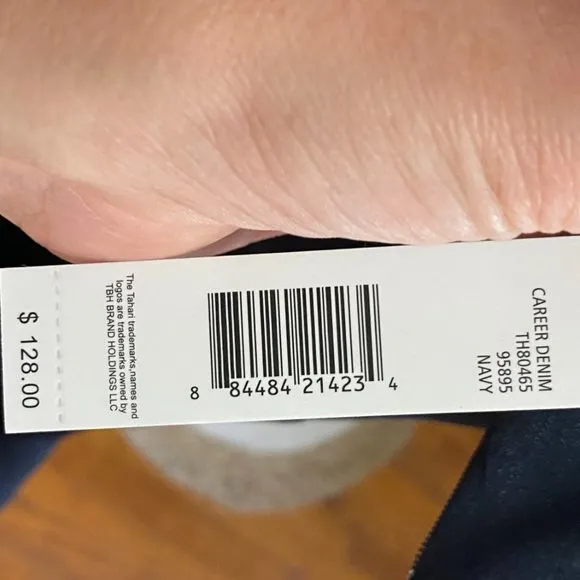 CAREER DENIM
TH80465
95895
NAVY
8 84484 21423 4
The Tahari trademarks,names and
logos are trademarks owned by
TBH BRAND HOLDINGS LLC
$ 128.00